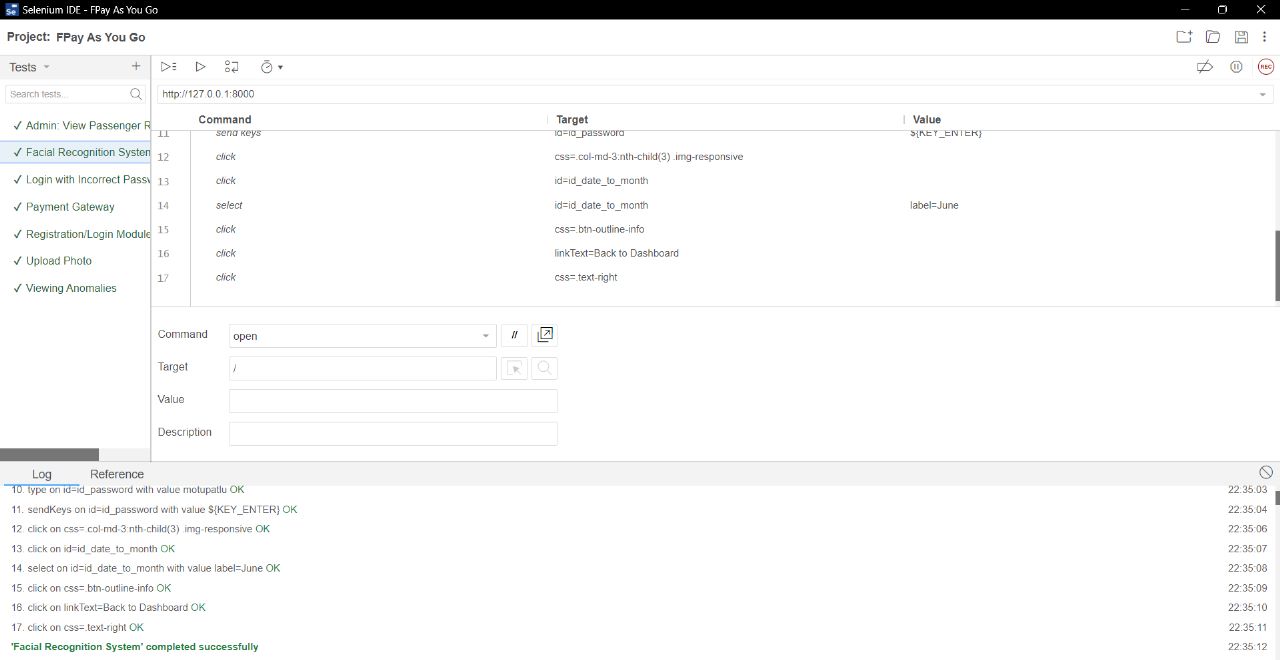 Selenium IDE - FPay As You Go
Project: FPay As You Go
Tests
Search tests...
✓ Admin: View Passenger R
✓ Facial Recognition System
✓ Login with Incorrect Passw
✓ Payment Gateway
✓ Registration/Login Module
✓ Upload Photo
✓ Viewing Anomalies
REC
http://127.0.0.1:8000
Command Target Value
11 send keys id=id_password ${KEY_ENTER}
12 click css=.col-md-3:nth-child(3) .img-responsive
13 click id=id_date_to_month
14 select id=id_date_to_month label=June
15 click css=.btn-outline-info
16 click linkText=Back to Dashboard
17 click css=.text-right
Command open //
Target /
Value
Description
Log Reference
10. type on id=id_password with value motupatlu OK 22:35:03
11. sendKeys on id=id_password with value ${KEY_ENTER} OK 22:35:04
12. click on css=.col-md-3:nth-child(3) .img-responsive OK 22:35:06
13. click on id=id_date_to_month OK 22:35:07
14. select on id=id_date_to_month with value label=June OK 22:35:08
15. click on css=.btn-outline-info OK 22:35:09
16. click on linkText=Back to Dashboard OK 22:35:10
17. click on css=.text-right OK 22:35:11
'Facial Recognition System' completed successfully 22:35:12